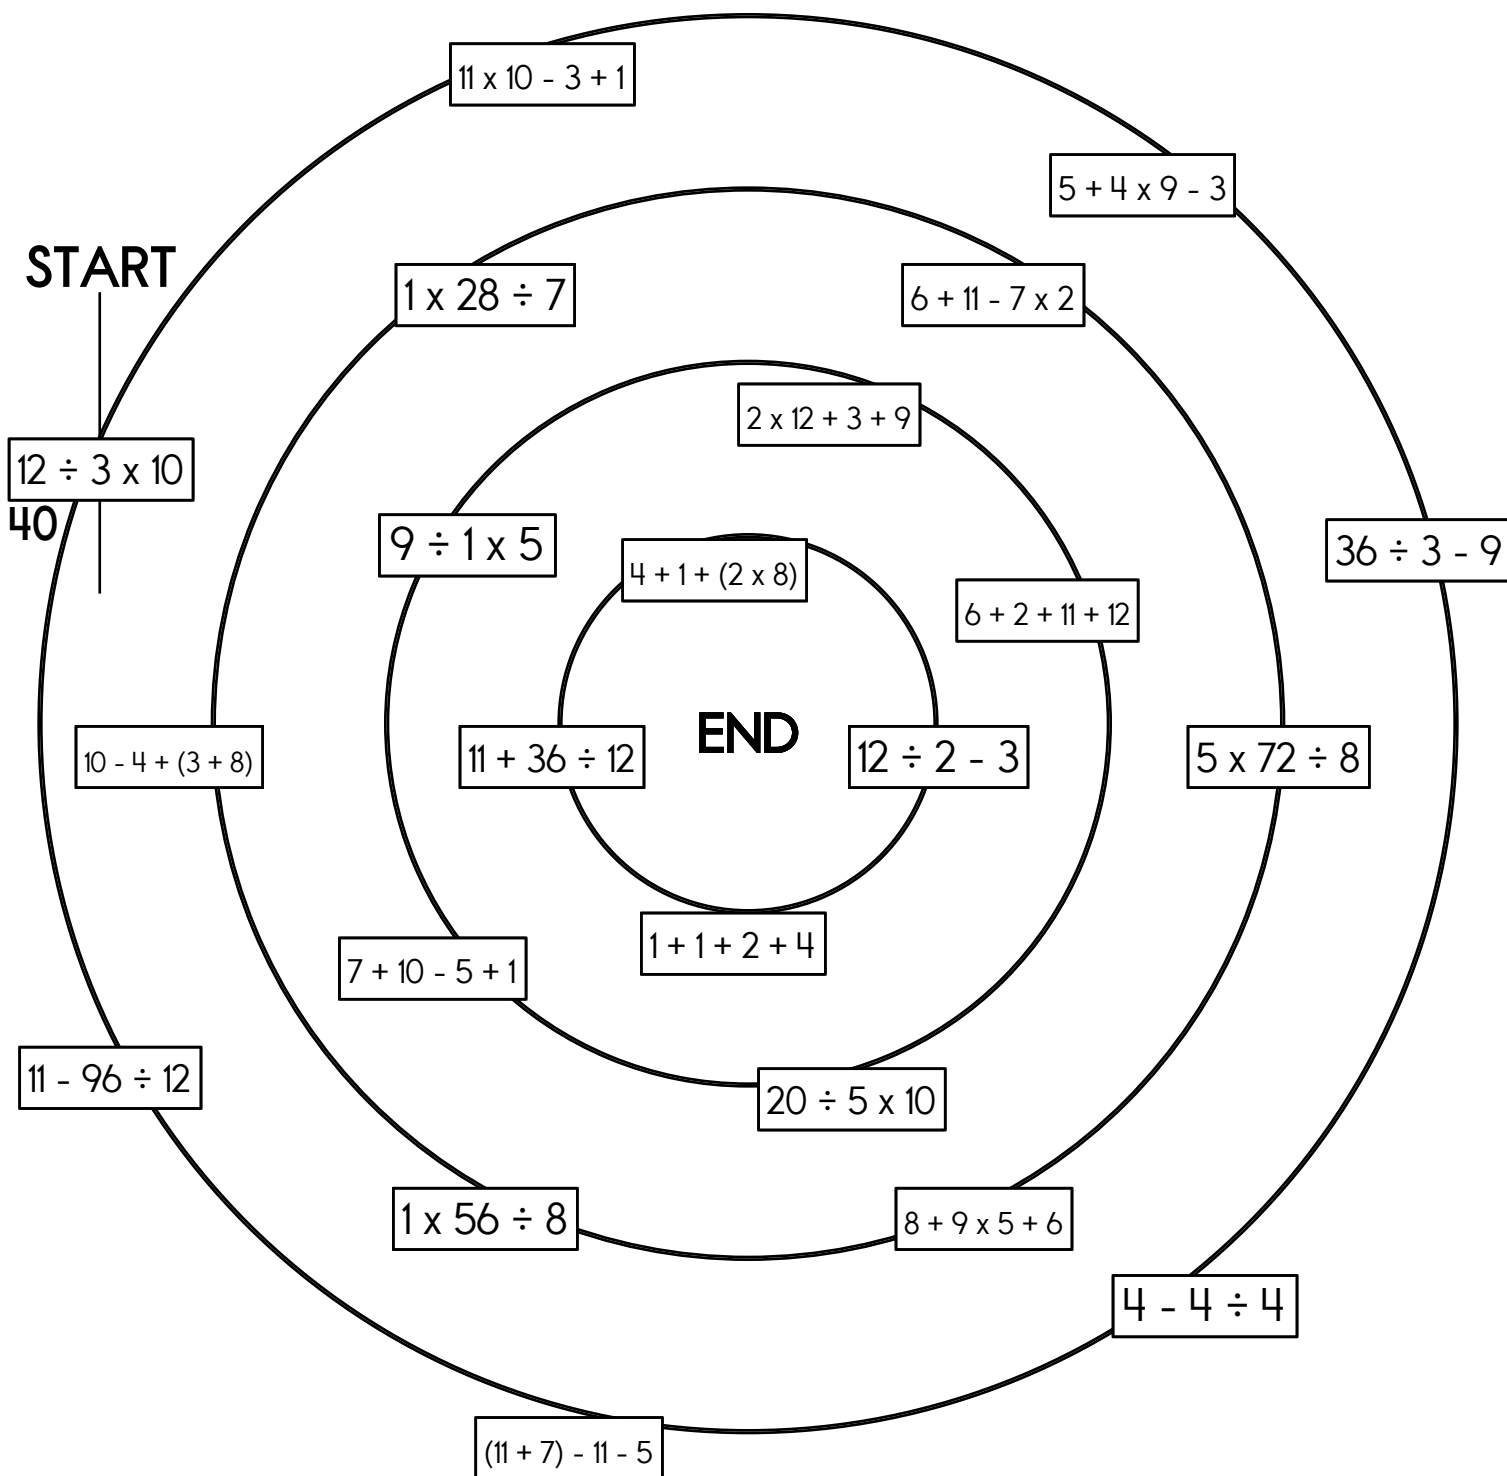 11 x 10 - 3 + 1
5 + 4 x 9 - 3
START
1 x 28 ÷ 7
6 + 11 - 7 x 2
2 x 12 + 3 + 9
12 ÷ 3 x 10
40
9 ÷ 1 x 5
36 ÷ 3 - 9
4 + 1 + (2 x 8)
6 + 2 + 11 + 12
END
10 - 4 + (3 + 8)
11 + 36 ÷ 12
12 ÷ 2 - 3
5 x 72 ÷ 8
1 + 1 + 2 + 4
7 + 10 - 5 + 1
11 - 96 ÷ 12
20 ÷ 5 x 10
1 x 56 ÷ 8
8 + 9 x 5 + 6
4 - 4 ÷ 4
(11 + 7) - 11 - 5